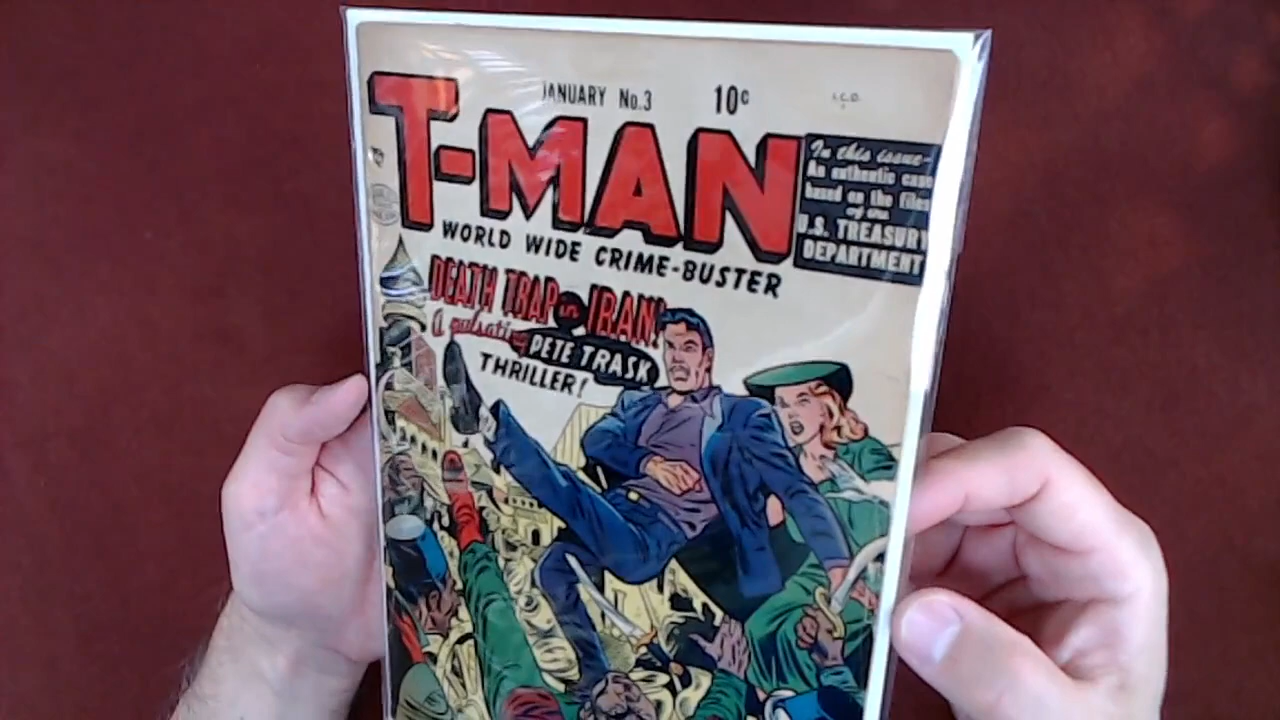 JANUARY No.3 10¢
T-MAN
WORLD WIDE CRIME-BUSTER
In this issue-
An authentic case
based on the files
of the
U.S. TREASURY
DEPARTMENT
DEATH TRAP in IRAN!
A pulsating
PETE TRASK
THRILLER!